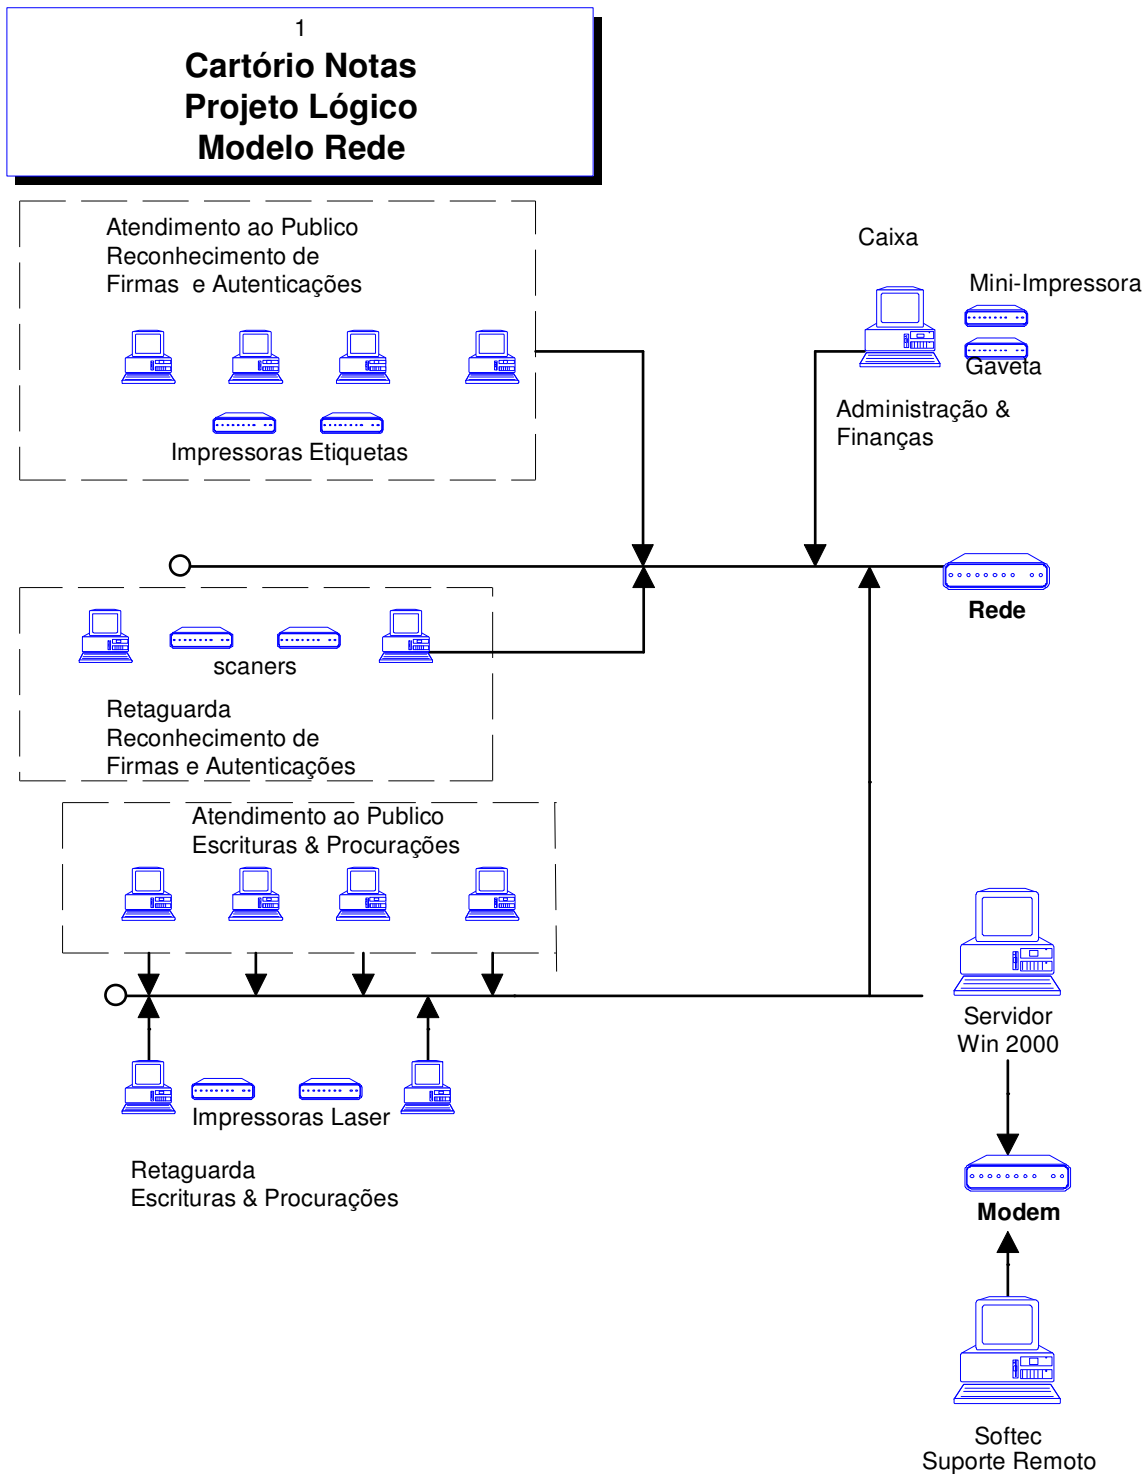 1
Cartório Notas
Projeto Lógico
Modelo Rede
Atendimento ao Publico
Reconhecimento de
Firmas e Autenticações
Impressoras Etiquetas
Caixa
Mini-Impressora
Gaveta
Administração &
Finanças
Rede
scaners
Retaguarda
Reconhecimento de
Firmas e Autenticações
Atendimento ao Publico
Escrituras & Procurações
Impressoras Laser
Retaguarda
Escrituras & Procurações
Servidor
Win 2000
Modem
Softec
Suporte Remoto